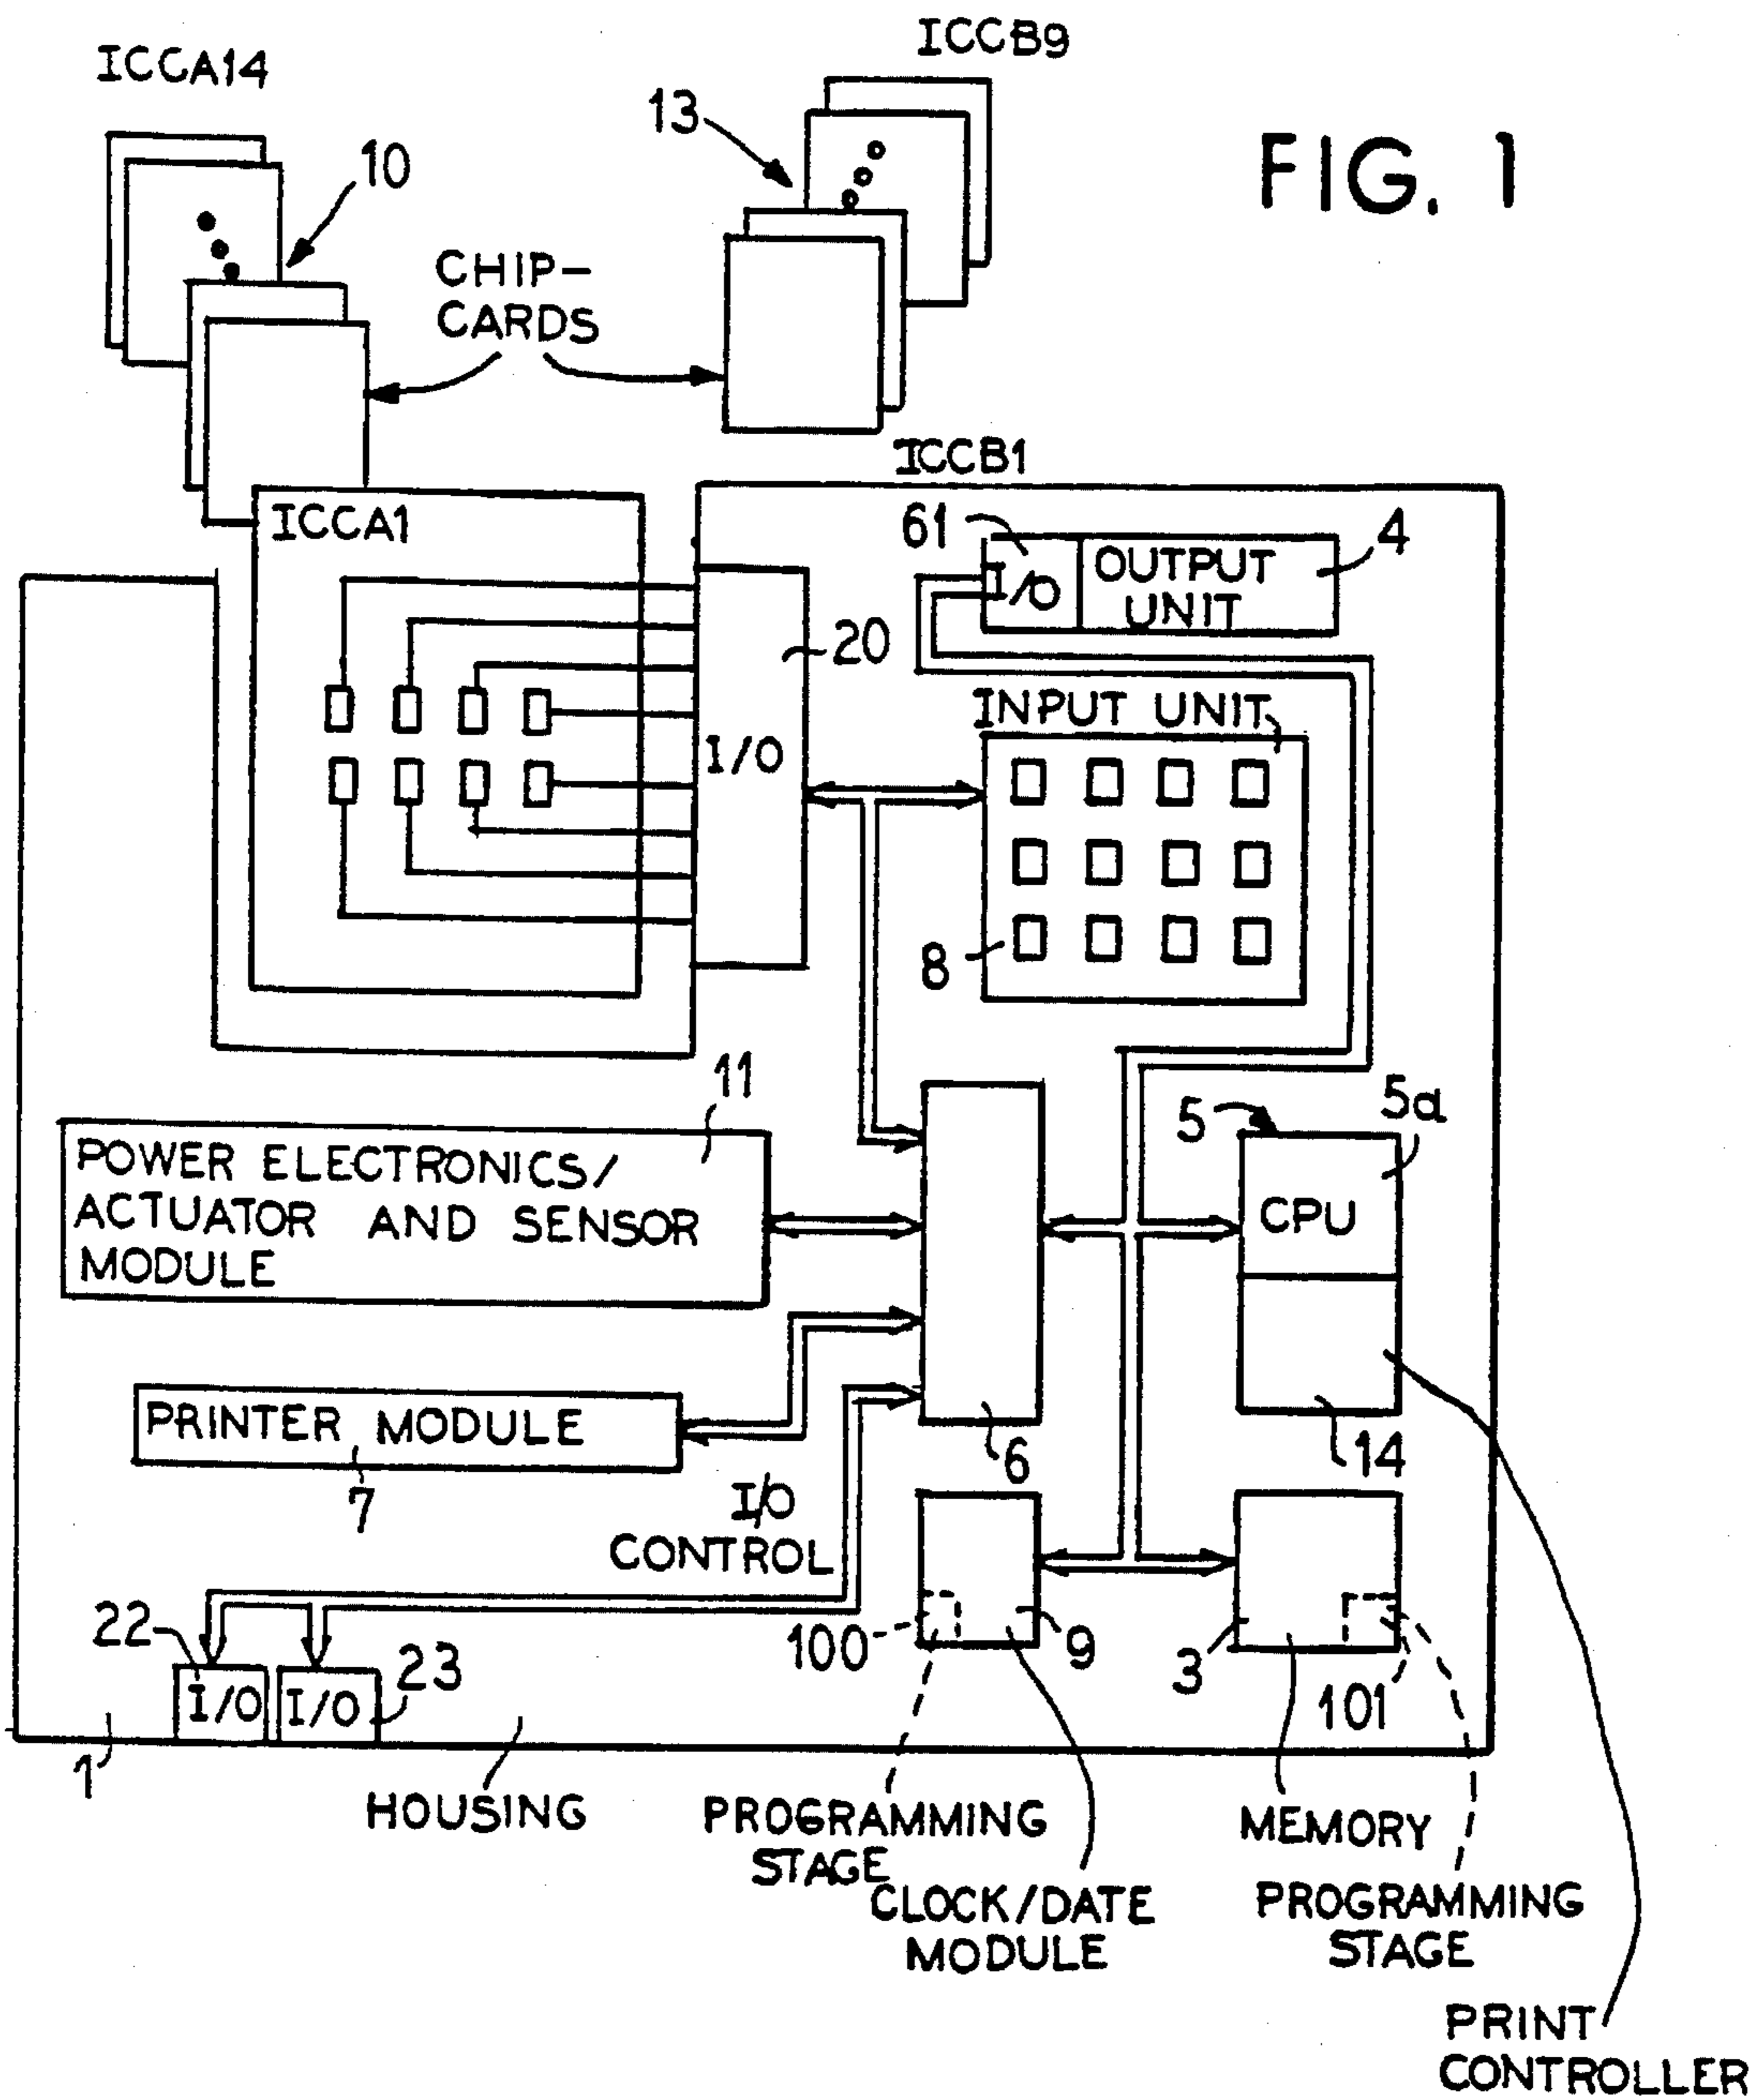 ICCA14
ICCB9
FIG. 1
10
13
CHIP-
CARDS
ICCB1
ICCA1
61
I/O
OUTPUT
UNIT
4
20
I/O
INPUT UNIT
8
11
POWER ELECTRONICS/
ACTUATOR AND SENSOR
MODULE
5
5a
CPU
14
6
PRINTER MODULE
7
I/O
CONTROL
22
I/O
I/O
23
100
9
3
101
1
HOUSING
PROGRAMMING
STAGE
CLOCK/DATE
MODULE
MEMORY
PROGRAMMING
STAGE
PRINT
CONTROLLER